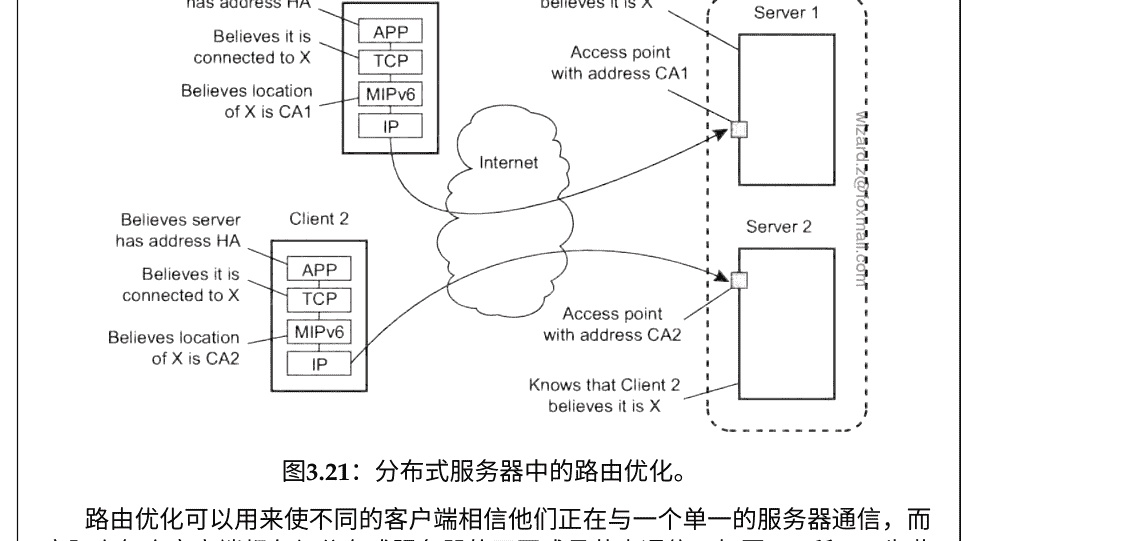 has address HA
APP
Believes it is
connected to X
TCP
Believes location
of X is CA1
MIPv6
IP
believes it is X
Server 1
Access point
with address CA1
Internet
Believes server
has address HA
Client 2
APP
Believes it is
connected to X
TCP
Believes location
of X is CA2
MIPv6
IP
Server 2
Access point
with address CA2
Knows that Client 2
believes it is X
wizard.z@foxmail.com
图3.21：分布式服务器中的路由优化。
路由优化可以用来使不同的客户端相信他们正在与一个单一的服务器通信，而